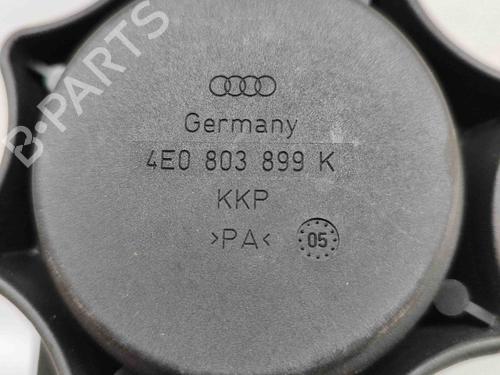 B-PARTS
Germany
4E0 803 899 K
KKP
>PA< 05